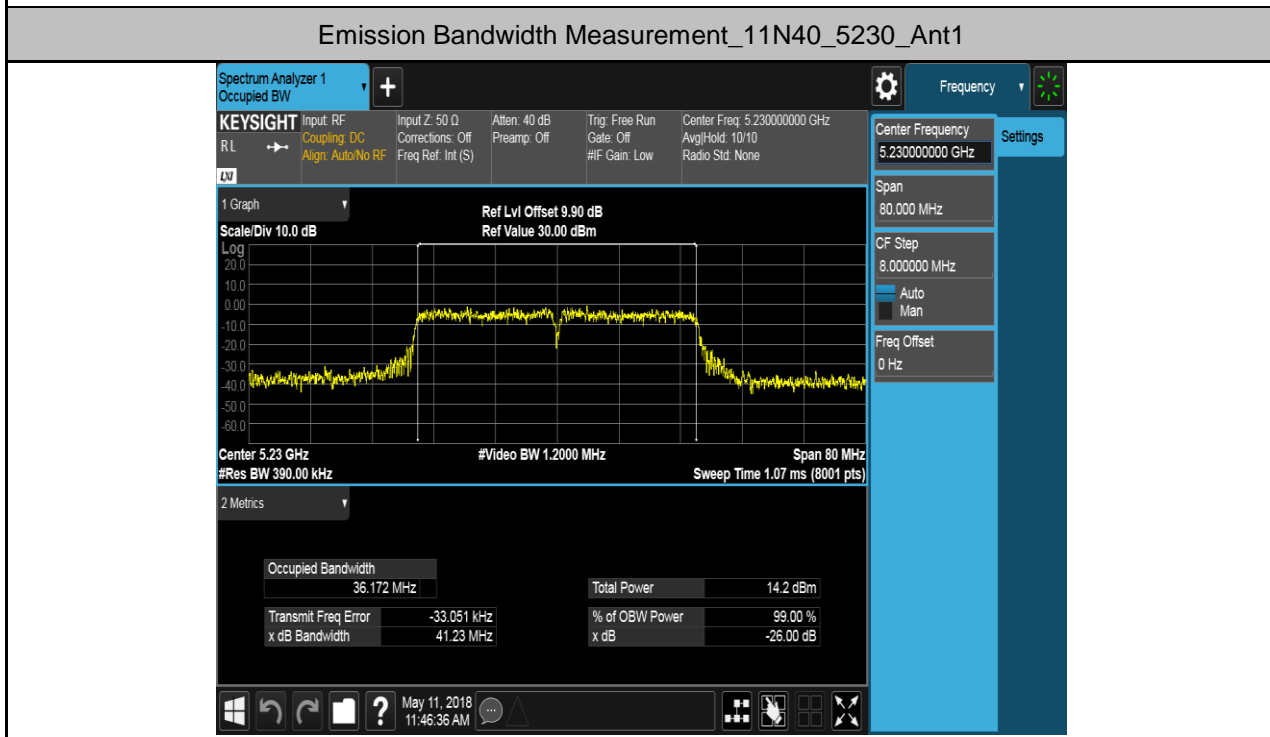 Emission Bandwidth Measurement_11N40_5230_Ant1
Spectrum Analyzer 1
Occupied BW
+
Frequency
KEYSIGHT
RL
LXI
Input: RF
Coupling: DC
Align: Auto/No RF
Input Z: 50 Ω
Corrections: Off
Freq Ref: Int (S)
Atten: 40 dB
Preamp: Off
Trig: Free Run
Gate: Off
#IF Gain: Low
Center Freq: 5.230000000 GHz
Avg|Hold: 10/10
Radio Std: None
Center Frequency
5.230000000 GHz
Settings
Span
80.000 MHz
CF Step
8.000000 MHz
Auto
Man
Freq Offset
0 Hz
1 Graph
Scale/Div 10.0 dB
Ref Lvl Offset 9.90 dB
Ref Value 30.00 dBm
Log
20.0
10.0
0.00
-10.0
-20.0
-30.0
-40.0
-50.0
-60.0
Center 5.23 GHz
#Video BW 1.2000 MHz
Span 80 MHz
#Res BW 390.00 kHz
Sweep Time 1.07 ms (8001 pts)
2 Metrics
Occupied Bandwidth
36.172 MHz
Total Power 14.2 dBm
Transmit Freq Error -33.051 kHz
% of OBW Power 99.00 %
x dB Bandwidth 41.23 MHz
x dB -26.00 dB
?
May 11, 2018
11:46:36 AM